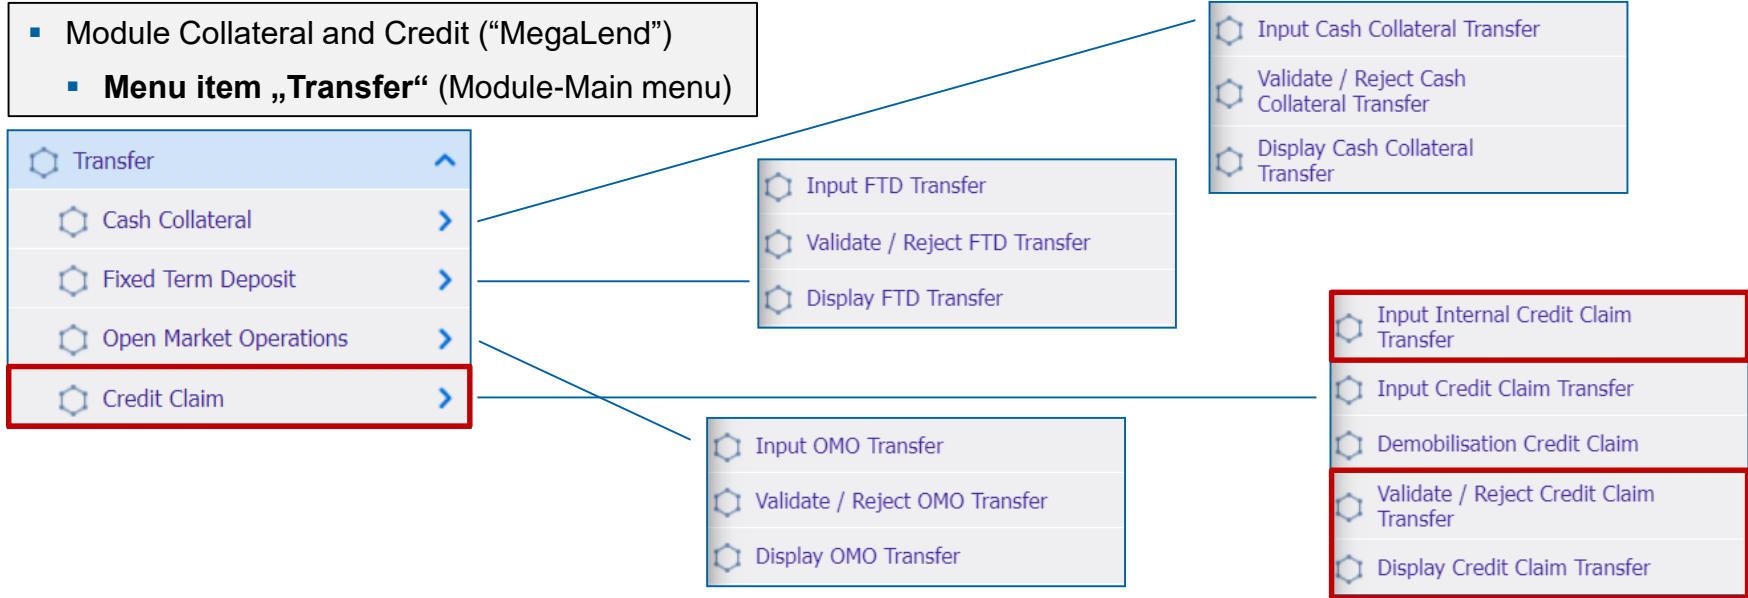 Module Collateral and Credit (“MegaLend”)
Menu item „Transfer“ (Module-Main menu)
Transfer
Cash Collateral
Fixed Term Deposit
Open Market Operations
Credit Claim
Input Cash Collateral Transfer
Validate / Reject Cash
Collateral Transfer
Display Cash Collateral
Transfer
Input FTD Transfer
Validate / Reject FTD Transfer
Display FTD Transfer
Input OMO Transfer
Validate / Reject OMO Transfer
Display OMO Transfer
Input Internal Credit Claim
Transfer
Input Credit Claim Transfer
Demobilisation Credit Claim
Validate / Reject Credit Claim
Transfer
Display Credit Claim Transfer